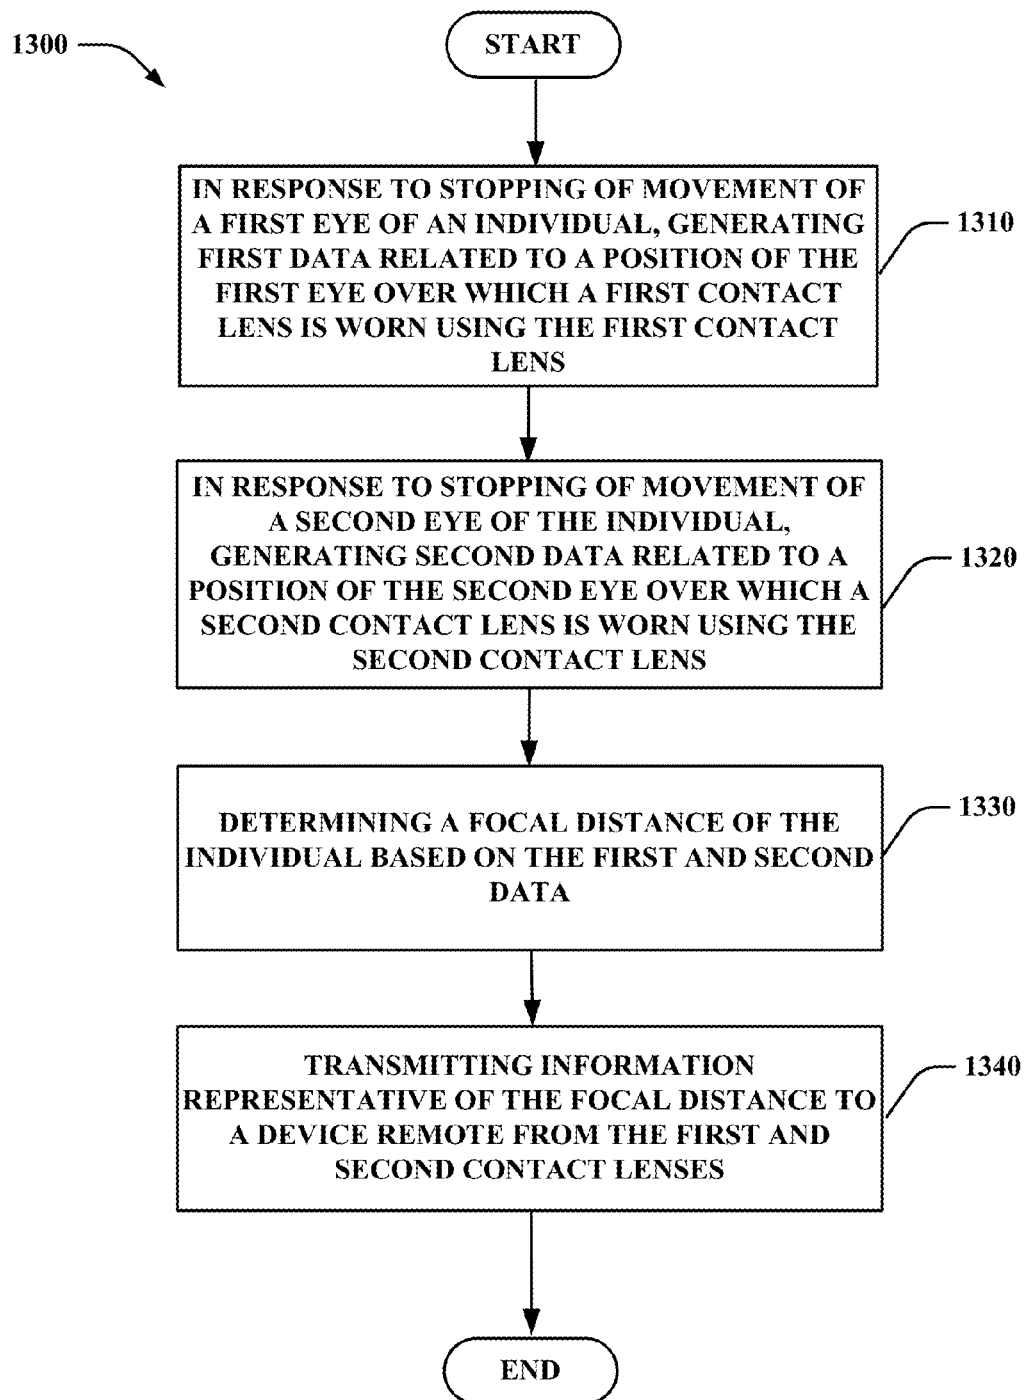 1300
START
IN RESPONSE TO STOPPING OF MOVEMENT OF
A FIRST EYE OF AN INDIVIDUAL, GENERATING
FIRST DATA RELATED TO A POSITION OF THE
FIRST EYE OVER WHICH A FIRST CONTACT
LENS IS WORN USING THE FIRST CONTACT
LENS
1310
IN RESPONSE TO STOPPING OF MOVEMENT OF
A SECOND EYE OF THE INDIVIDUAL,
GENERATING SECOND DATA RELATED TO A
POSITION OF THE SECOND EYE OVER WHICH A
SECOND CONTACT LENS IS WORN USING THE
SECOND CONTACT LENS
1320
DETERMINING A FOCAL DISTANCE OF THE
INDIVIDUAL BASED ON THE FIRST AND SECOND
DATA
1330
TRANSMITTING INFORMATION
REPRESENTATIVE OF THE FOCAL DISTANCE TO
A DEVICE REMOTE FROM THE FIRST AND
SECOND CONTACT LENSES
1340
END